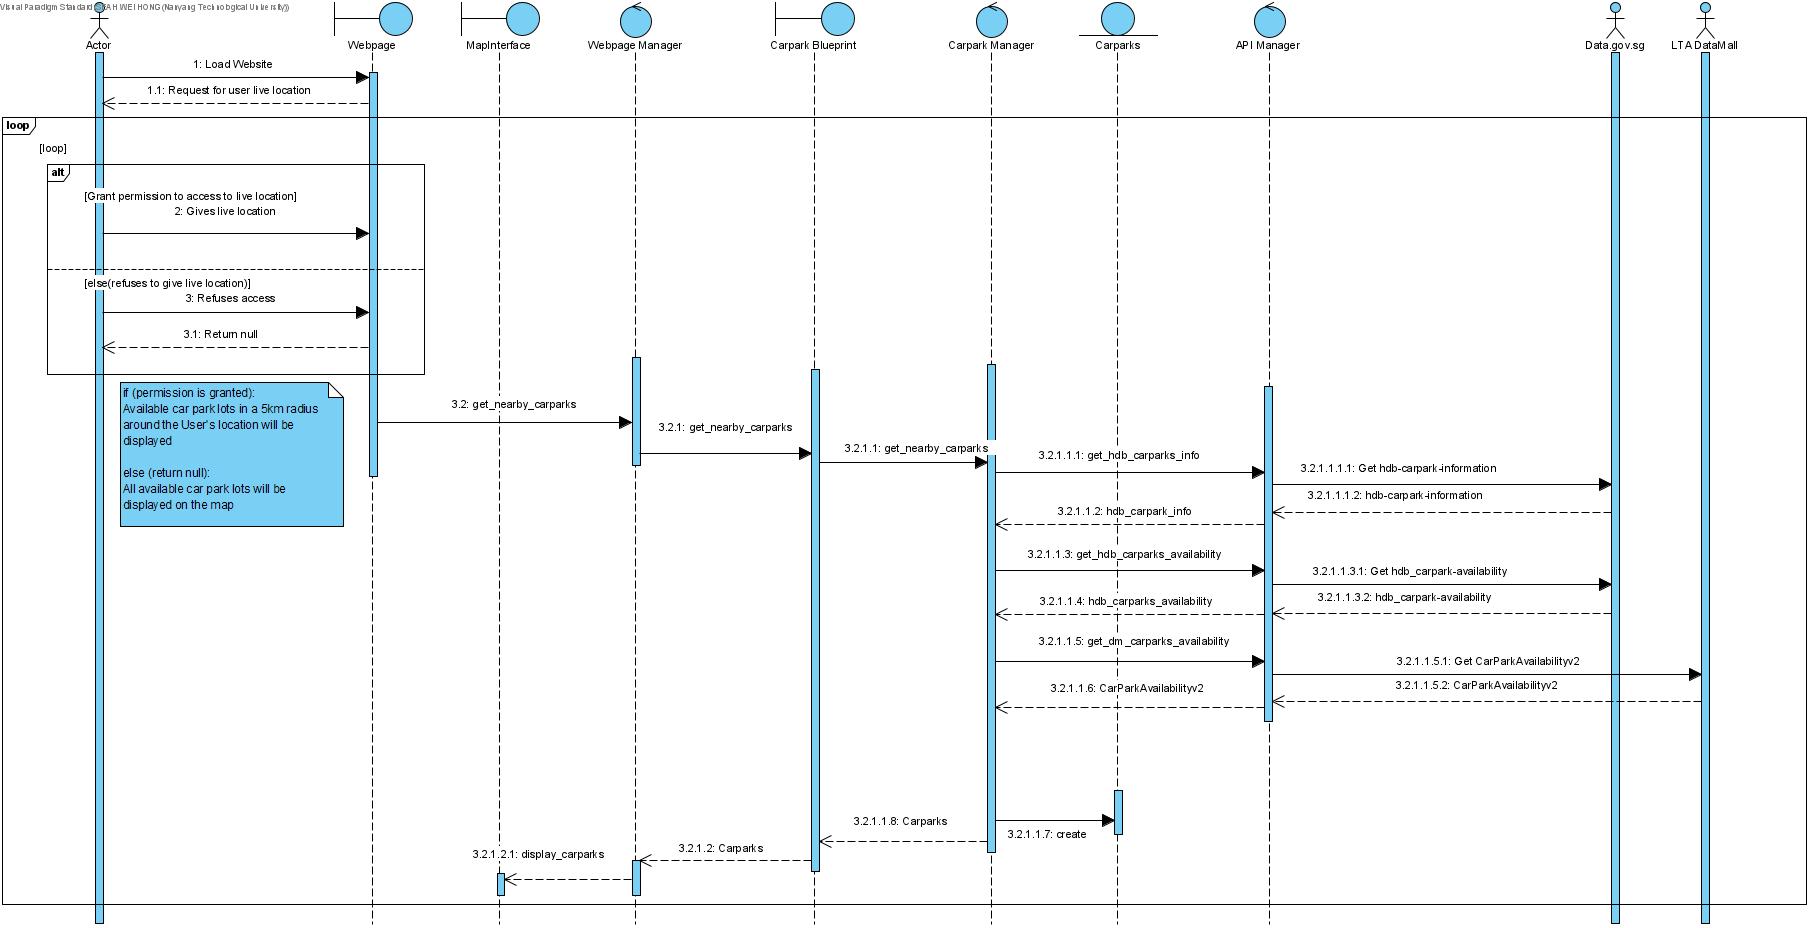 Visual Paradigm Standard
(Nanyang Technological University)
Actor
Webpage
MapInterface
Webpage Manager
Carpark Blueprint
Carpark Manager
Carparks
API Manager
Data.gov.sg
LTA DataMall
1: Load Website
1.1: Request for user live location
loop
[loop]
alt
[Grant permission to access to live location]
2: Gives live location
[else(refuses to give live location)]
3: Refuses access
3.1: Return null
if (permission is granted):
Available car park lots in a 5km radius
around the User's location will be
displayed
else (return null):
All available car park lots will be
displayed on the map
3.2: get_nearby_carparks
3.2.1: get_nearby_carparks
3.2.1.1: get_nearby_carparks
3.2.1.1.1: get_hdb_carparks_info
3.2.1.1.1.1: Get hdb-carpark-information
3.2.1.1.1.2: hdb-carpark-information
3.2.1.1.2: hdb_carpark_info
3.2.1.1.3: get_hdb_carparks_availability
3.2.1.1.3.1: Get hdb_carpark-availability
3.2.1.1.3.2: hdb_carpark-availability
3.2.1.1.4: hdb_carparks_availability
3.2.1.1.5: get_dm_carparks_availability
3.2.1.1.5.1: Get CarParkAvailabilityv2
3.2.1.1.5.2: CarParkAvailabilityv2
3.2.1.1.6: CarParkAvailabilityv2
3.2.1.1.8: Carparks
3.2.1.1.7: create
3.2.1.2: Carparks
3.2.1.2.1: display_carparks